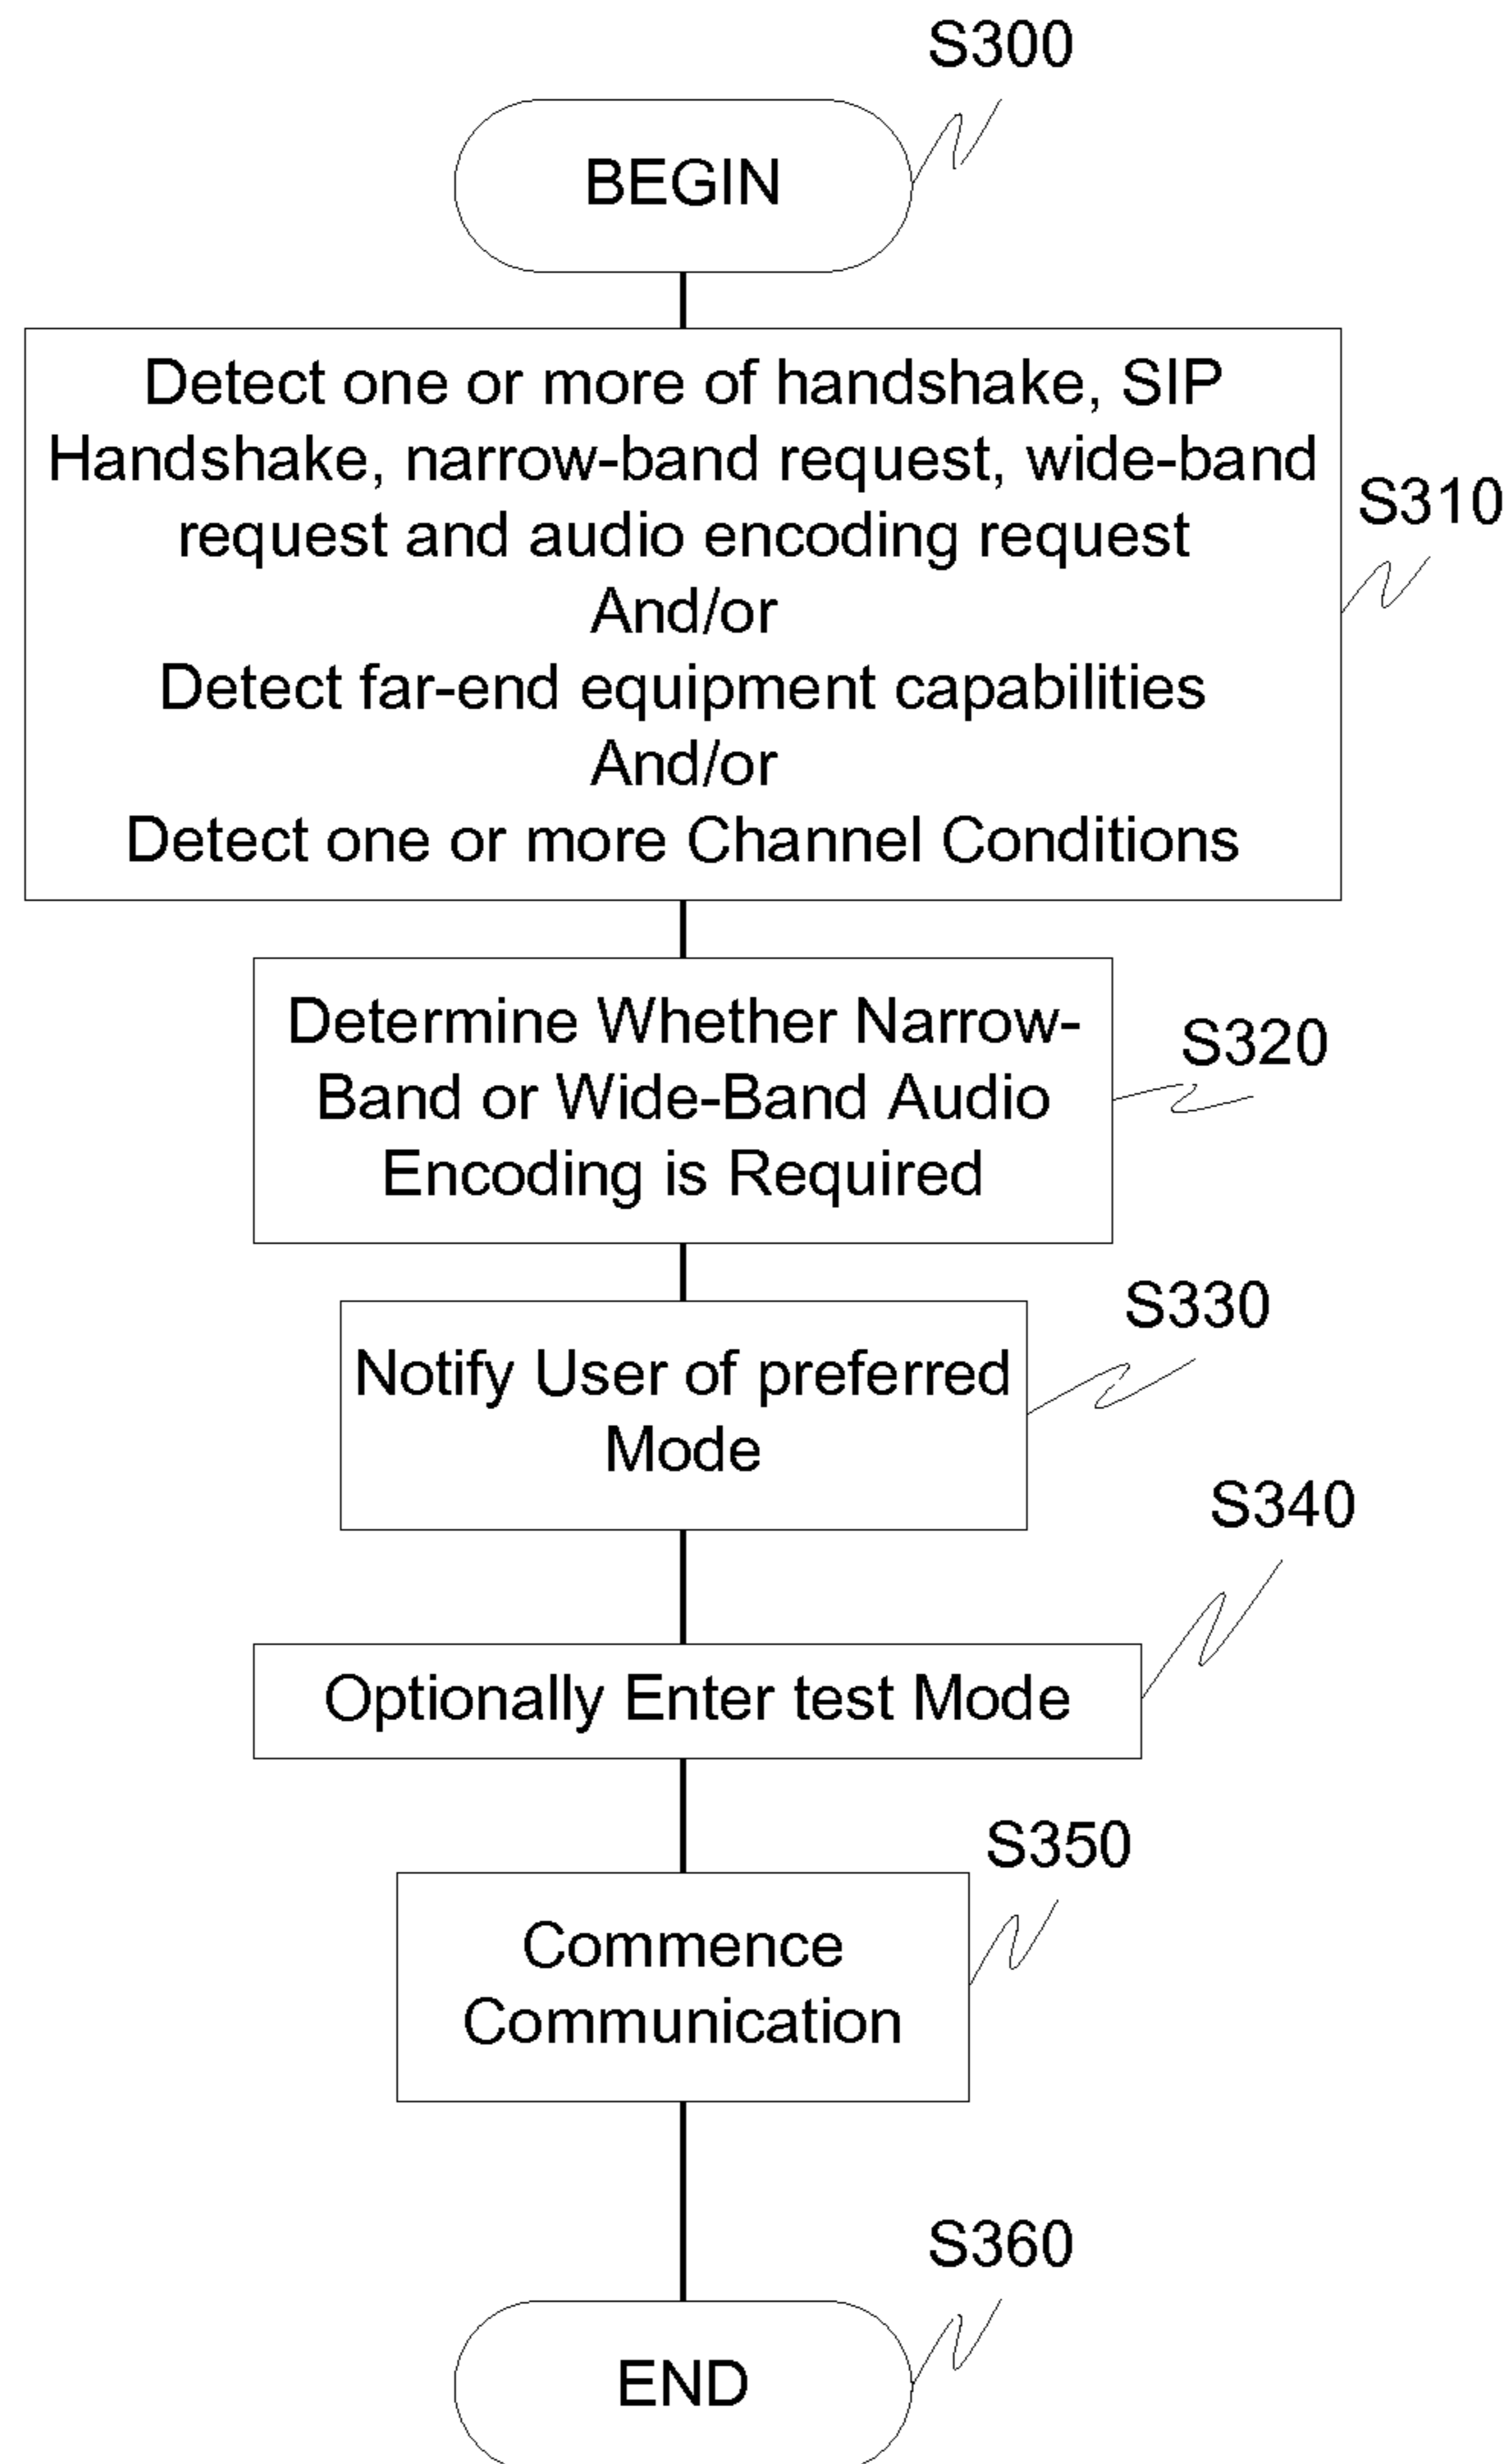 S300
BEGIN
Detect one or more of handshake, SIP
Handshake, narrow-band request, wide-band
request and audio encoding request
And/or
Detect far-end equipment capabilities
And/or
Detect one or more Channel Conditions
S310
Determine Whether Narrow-
Band or Wide-Band Audio
Encoding is Required
S320
Notify User of preferred
Mode
S330
Optionally Enter test Mode
S340
Commence
Communication
S350
END
S360